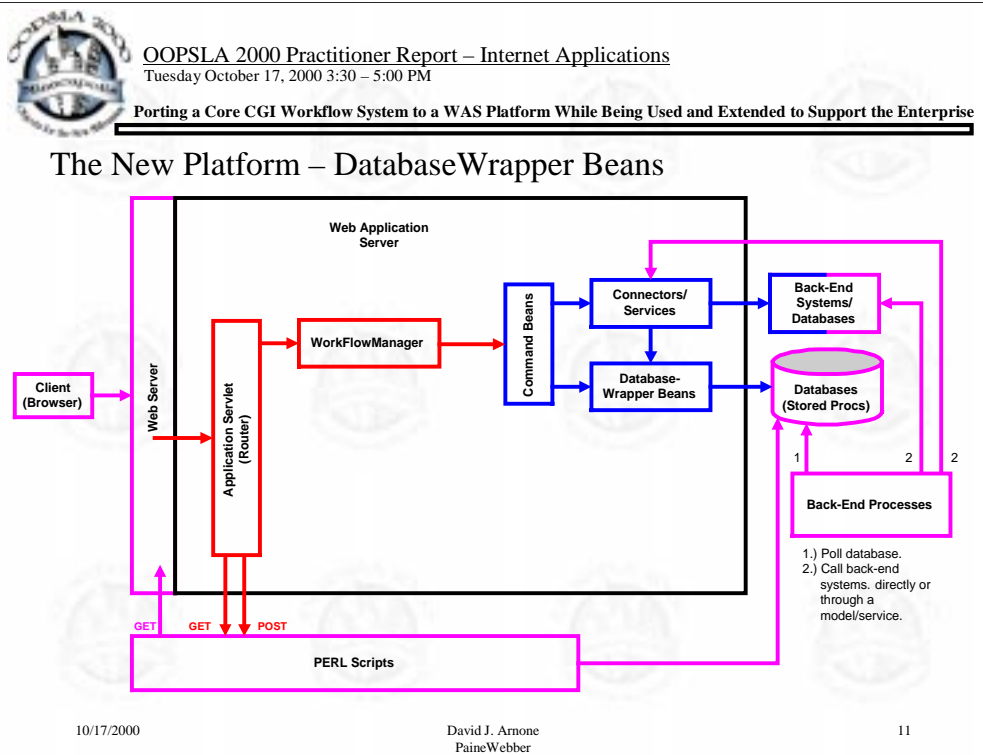 OOPSLA 2000
Minneapolis
OOPSLA 2000 Practitioner Report – Internet Applications
Tuesday October 17, 2000 3:30 – 5:00 PM
Porting a Core CGI Workflow System to a WAS Platform While Being Used and Extended to Support the Enterprise
The New Platform – DatabaseWrapper Beans
Web Application
Server
Client
(Browser)
Web Server
Application Servlet
(Router)
WorkFlowManager
Command Beans
Connectors/
Services
Database-
Wrapper Beans
Back-End
Systems/
Databases
Databases
(Stored Procs)
1
2
2
Back-End Processes
1.) Poll database.
2.) Call back-end
systems. directly or
through a
model/service.
GET
GET
POST
PERL Scripts
10/17/2000
David J. Arnone
PaineWebber
11